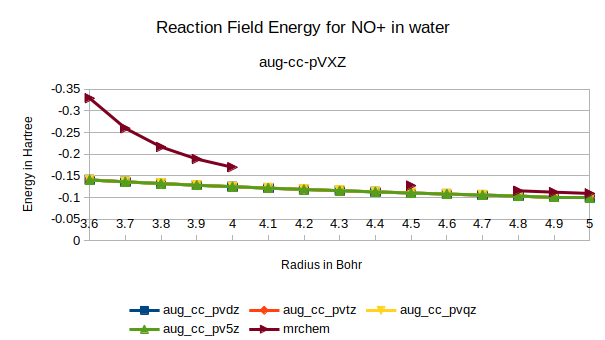 Reaction Field Energy for NO+ in water
aug-cc-pVXZ
-0.35
-0.3
-0.25
-0.2
-0.15
-0.1
-0.05
0
Energy in Hartree
3.6 3.7 3.8 3.9 4 4.1 4.2 4.3 4.4 4.5 4.6 4.7 4.8 4.9 5
Radius in Bohr
aug_cc_pvdz aug_cc_pvtz aug_cc_pvqz
aug_cc_pv5z mrchem